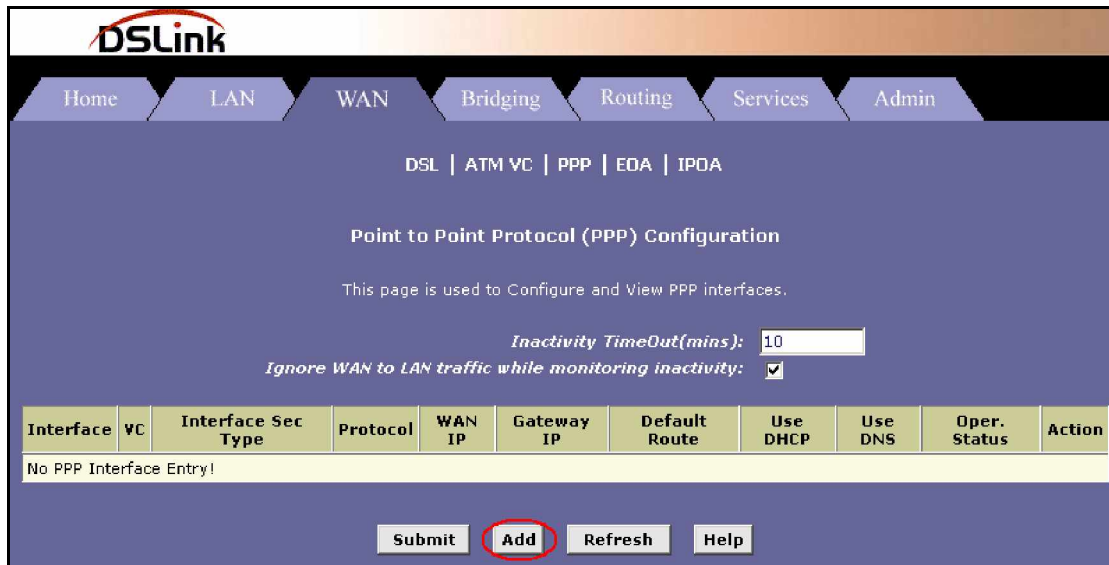 DSLink
Home LAN WAN Bridging Routing Services Admin
DSL | ATM VC | PPP | EOA | IPOA
Point to Point Protocol (PPP) Configuration
This page is used to Configure and View PPP interfaces.
Inactivity TimeOut(mins): 10
Ignore WAN to LAN traffic while monitoring inactivity:
Interface VC Interface Sec Type Protocol WAN IP Gateway IP Default Route Use DHCP Use DNS Oper. Status Action
No PPP Interface Entry!
Submit Add Refresh Help